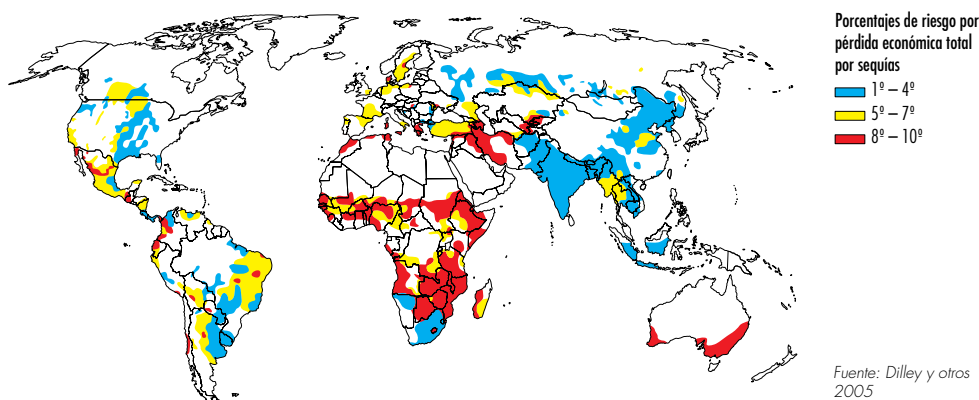 Porcentajes de riesgo por
pérdida económica total
por sequías
1º – 4º
5º – 7º
8º – 10º
Fuente: Dilley y otros
2005